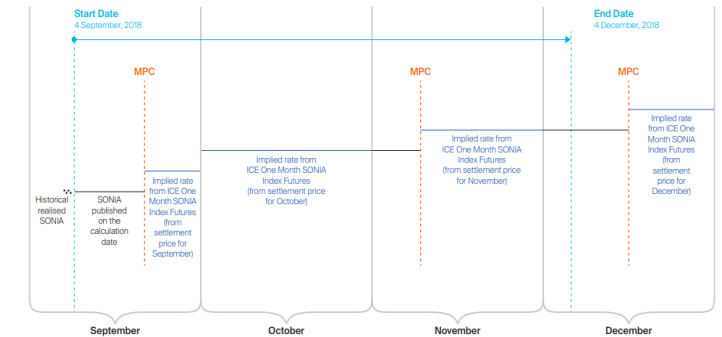 Start Date
4 September, 2018
End Date
4 December, 2018
MPC
MPC
MPC
Historical
realised
SONIA
SONIA
published
on the
calculation
date
Implied rate
from ICE One
Month SONIA
Index Futures
(from
settlement
price for
September)
Implied rate from
ICE One Month SONIA
Index Futures
(from settlement price
for October)
Implied rate from
ICE One Month SONIA
Index Futures
(from settlement price
for November)
Implied rate
from ICE One
Month SONIA
Index Futures
(from
settlement
price for
December)
September
October
November
December